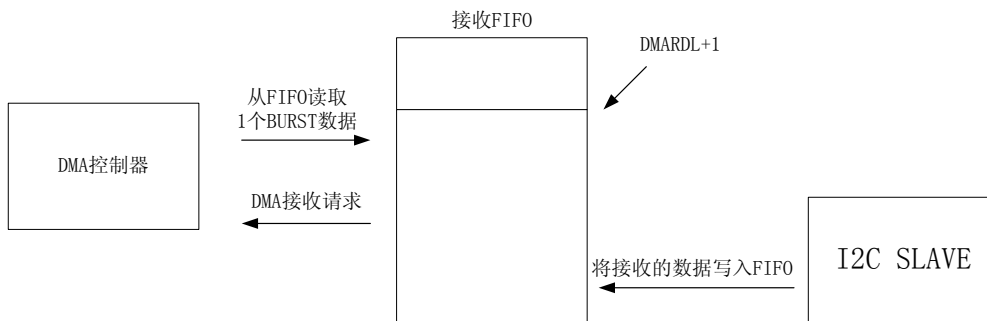 接收FIFO
DMARDL+1
从FIFO读取
1个BURST数据
DMA控制器
DMA接收请求
将接收的数据写入FIFO
I2C SLAVE